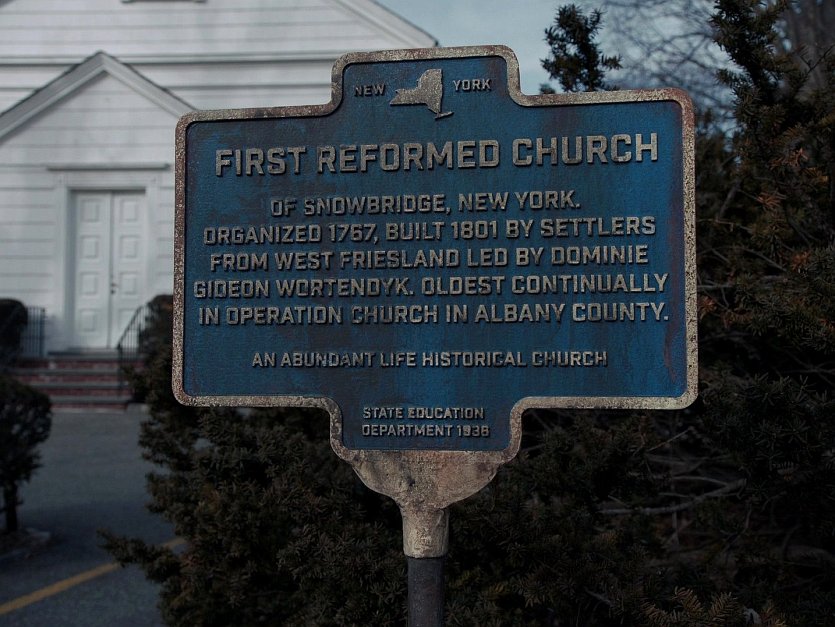 NEW YORK
FIRST REFORMED CHURCH
OF SNOWBRIDGE, NEW YORK.
ORGANIZED 1767, BUILT 1801 BY SETTLERS
FROM WEST FRIESLAND LED BY DOMINIE
GIDEON WORTENDYK. OLDEST CONTINUALLY
IN OPERATION CHURCH IN ALBANY COUNTY.
AN ABUNDANT LIFE HISTORICAL CHURCH
STATE EDUCATION
DEPARTMENT 1936